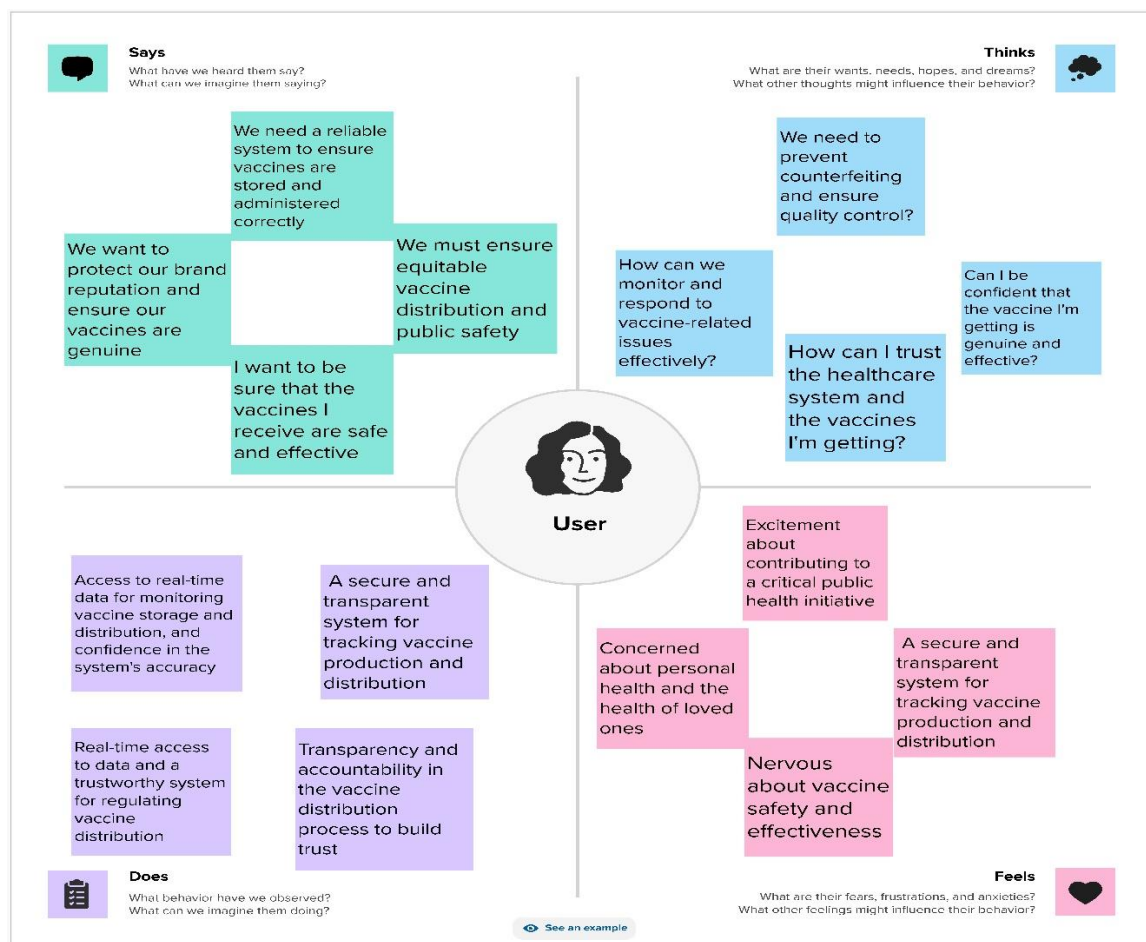 Says
What have we heard them say?
What can we imagine them saying?
We need a reliable
system to ensure
vaccines are
stored and
administered
correctly
We want to
protect our brand
reputation and
ensure our
vaccines are
genuine
We must ensure
equitable
vaccine
distribution and
public safety
I want to be
sure that the
vaccines I
receive are safe
and effective
Thinks
What are their wants, needs, hopes, and dreams?
What other thoughts might influence their behavior?
We need to
prevent
counterfeiting
and ensure
quality control?
How can we
monitor and
respond to
vaccine-related
issues
effectively?
Can I be
confident that
the vaccine I'm
getting is
genuine and
effective?
How can I trust
the healthcare
system and
the vaccines
I'm getting?
User
Access to real-time
data for monitoring
vaccine storage and
distribution, and
confidence in the
system's accuracy
A secure and
transparent
system for
tracking vaccine
production and
distribution
Real-time access
to data and a
trustworthy system
for regulating
vaccine
distribution
Transparency and
accountability in
the vaccine
distribution
process to build
trust
Does
What behavior have we observed?
What can we imagine them doing?
Excitement
about
contributing to
a critical public
health initiative
Concerned
about personal
health and the
health of loved
ones
A secure and
transparent
system for
tracking vaccine
production and
distribution
Nervous
about vaccine
safety and
effectiveness
Feels
What are their fears, frustrations, and anxieties?
What other feelings might influence their behavior?
See an example